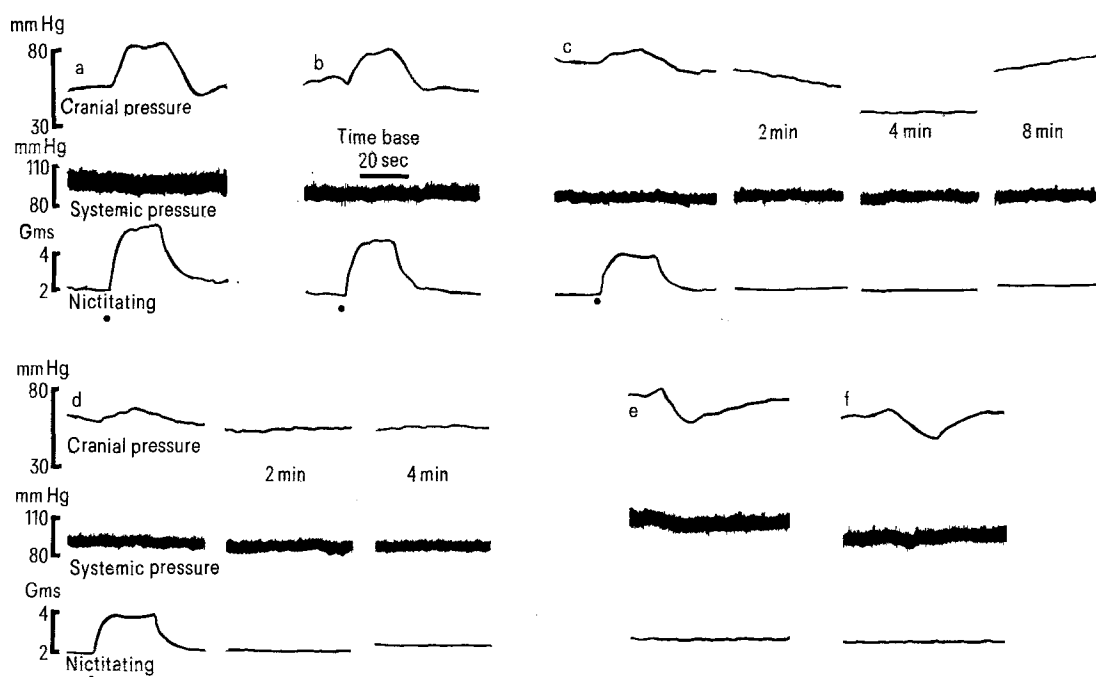 mm Hg
80
a
b
c
Cranial pressure
30
2 min
4 min
8 min
mm Hg
Time base
20 sec
110
80
Systemic pressure
Gms
4
2
Nictitating
mm Hg
80
d
e
f
Cranial pressure
30
2 min
4 min
mm Hg
110
80
Systemic pressure
Gms
4
2
Nictitating